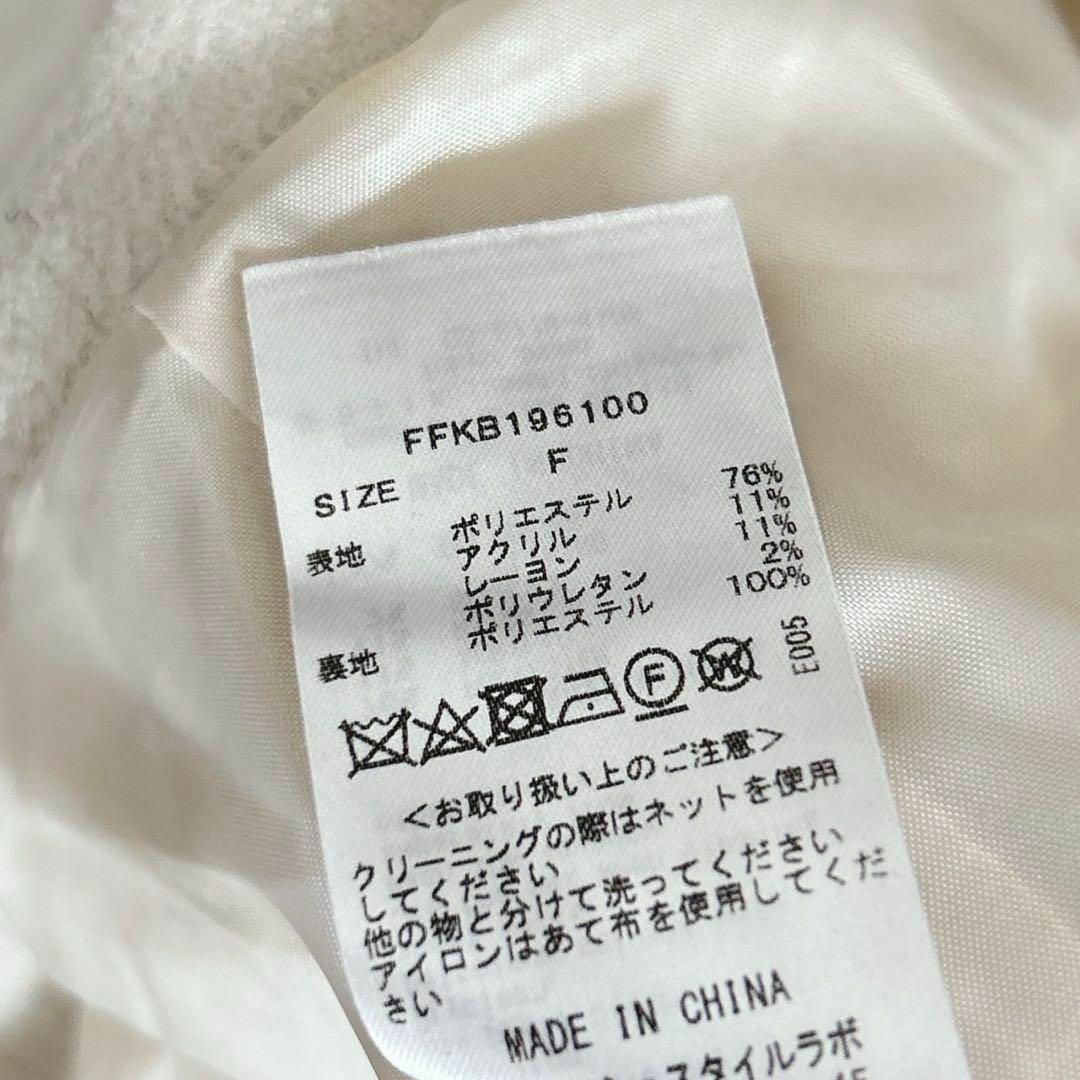 FFKB196100
SIZE F
表地 ポリエステル 76%
アクリル 11%
レーヨン 11%
ポリウレタン 2%
裏地 ポリエステル 100%
F
W
E005
<お取り扱い上のご注意>
クリーニングの際はネットを使用
してください
他の物と分けて洗ってください
アイロンはあて布を使用してくだ
さい
MADE IN CHINA
スタイルラボ